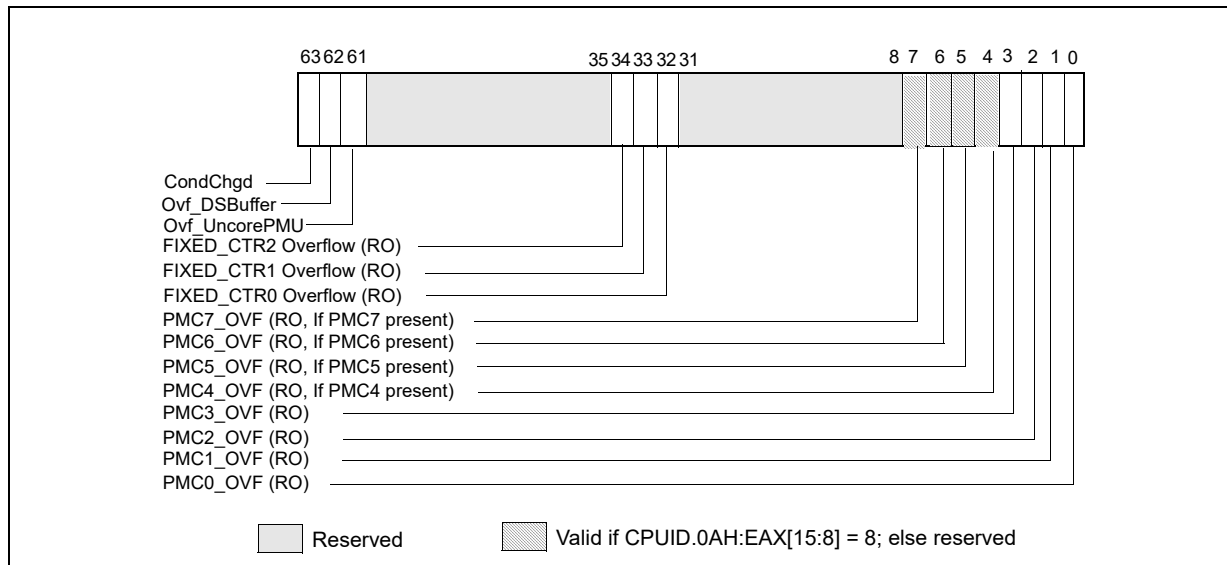 63 62 61 35 34 33 32 31 8 7 6 5 4 3 2 1 0
CondChgd
Ovf_DSBuffer
Ovf_UncorePMU
FIXED_CTR2 Overflow (RO)
FIXED_CTR1 Overflow (RO)
FIXED_CTR0 Overflow (RO)
PMC7_OVF (RO, If PMC7 present)
PMC6_OVF (RO, If PMC6 present)
PMC5_OVF (RO, If PMC5 present)
PMC4_OVF (RO, If PMC4 present)
PMC3_OVF (RO)
PMC2_OVF (RO)
PMC1_OVF (RO)
PMC0_OVF (RO)
Reserved Valid if CPUID.0AH:EAX[15:8] = 8; else reserved